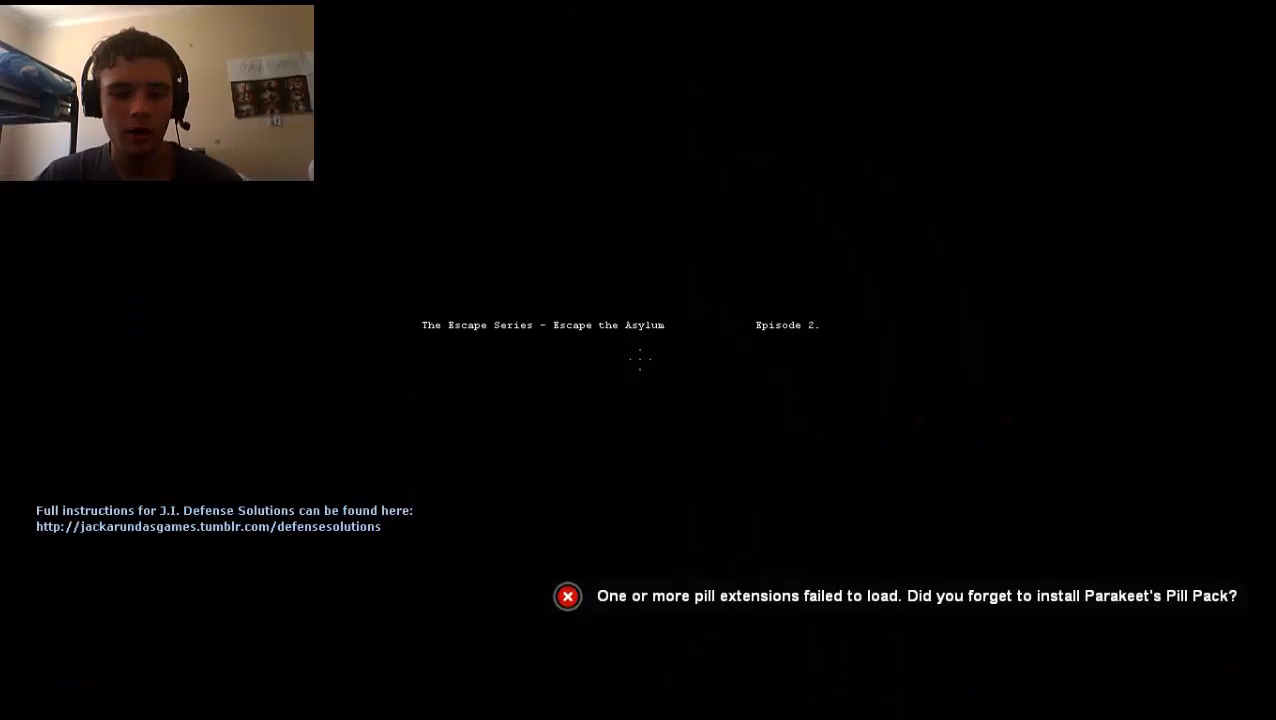 The Escape Series - Escape the Asylum Episode 2.
Full instructions for J.I. Defense Solutions can be found here:
http://jackarundasgames.tumblr.com/defensesolutions
One or more pill extensions failed to load. Did you forget to install Parakeet's Pill Pack?